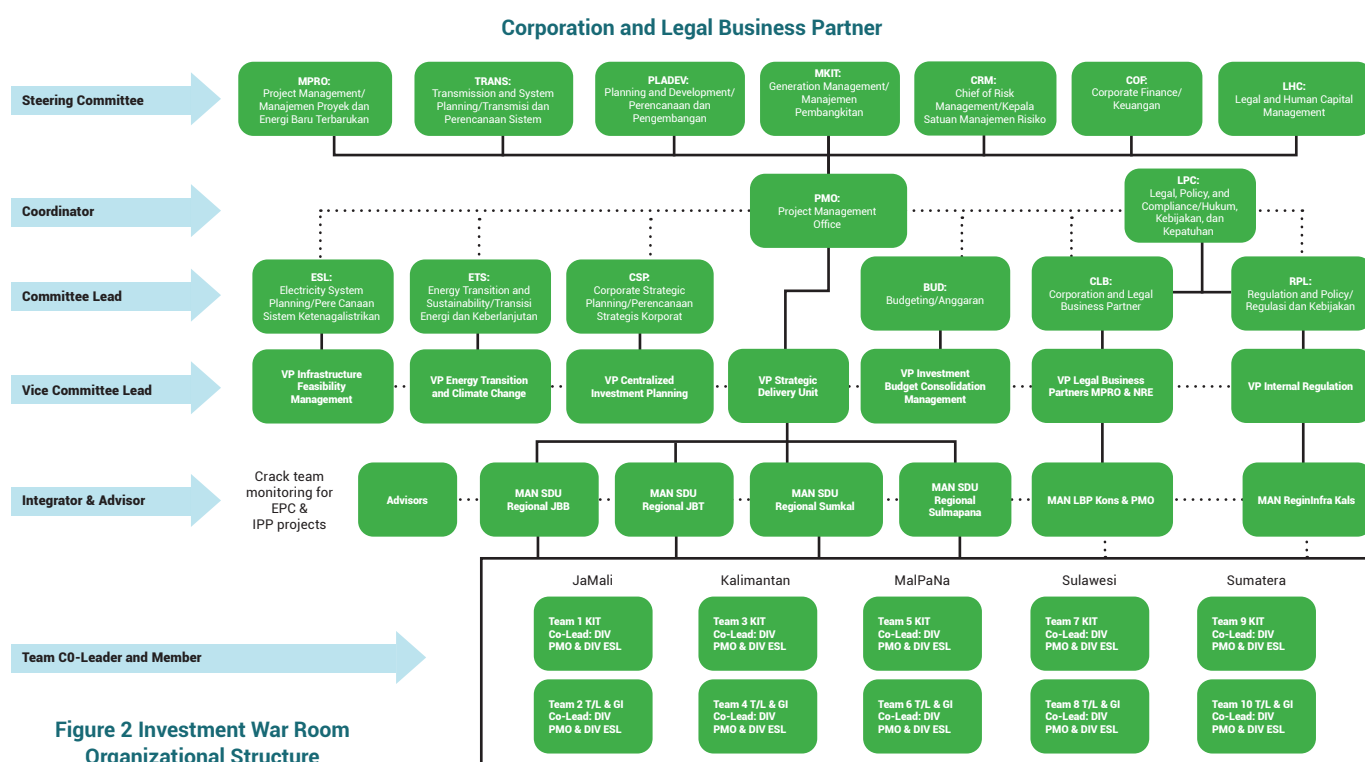 Corporation and Legal Business Partner
Steering Committee
MPRO:
Project Management/
Manajemen Proyek dan
Energi Baru Terbarukan
TRANS:
Transmission and System
Planning/Transmisi dan
Perencanaan Sistem
PLADEV:
Planning and Development/
Perencanaan dan
Pengembangan
MKIT:
Generation Management/
Manajemen
Pembangkitan
CRM:
Chief of Risk
Management/Kepala
Satuan Manajemen Risiko
COF:
Corporate Finance/
Keuangan
LHC:
Legal and Human Capital
Management
Coordinator
PMO:
Project Management
Office
LPC:
Legal, Policy, and
Compliance/Hukum,
Kebijakan, dan
Kepatuhan
Committee Lead
ESL:
Electricity System
Planning/Pere Canaan
Sistem Ketenagalistrikan
ETS:
Energy Transition and
Sustainability/Transisi
Energi dan Keberlanjutan
CSP:
Corporate Strategic
Planning/Perencanaan
Strategis Korporat
BUD:
Budgeting/Anggaran
CLB:
Corporation and Legal
Business Partner
RPL:
Regulation and Policy/
Regulasi dan Kebijakan
Vice Committee Lead
VP Infrastructure
Feasibility
Management
VP Energy Transition
and Climate Change
VP Centralized
Investment Planning
VP Strategic
Delivery Unit
VP Investment
Budget Consolidation
Management
VP Legal Business
Partners MPRO & NRE
VP Internal Regulation
Integrator & Advisor
Crack team
monitoring for
EPC &
IPP projects
Advisors
MAN SDU
Regional JBB
MAN SDU
Regional JBT
MAN SDU
Regional Sumkal
MAN SDU
Regional
Sulmapana
MAN LBP Kons & PMO
MAN ReginInfra Kals
JaMali
Kalimantan
MalPaNa
Sulawesi
Sumatera
Team CO-Leader and Member
Team 1 KIT
Co-Lead: DIV
PMO & DIV ESL
Team 3 KIT
Co-Lead: DIV
PMO & DIV ESL
Team 5 KIT
Co-Lead: DIV
PMO & DIV ESL
Team 7 KIT
Co-Lead: DIV
PMO & DIV ESL
Team 9 KIT
Co-Lead: DIV
PMO & DIV ESL
Team 2 T/L & GI
Co-Lead: DIV
PMO & DIV ESL
Team 4 T/L & GI
Co-Lead: DIV
PMO & DIV ESL
Team 6 T/L & GI
Co-Lead: DIV
PMO & DIV ESL
Team 8 T/L & GI
Co-Lead: DIV
PMO & DIV ESL
Team 10 T/L & GI
Co-Lead: DIV
PMO & DIV ESL
Figure 2 Investment War Room
Organizational Structure